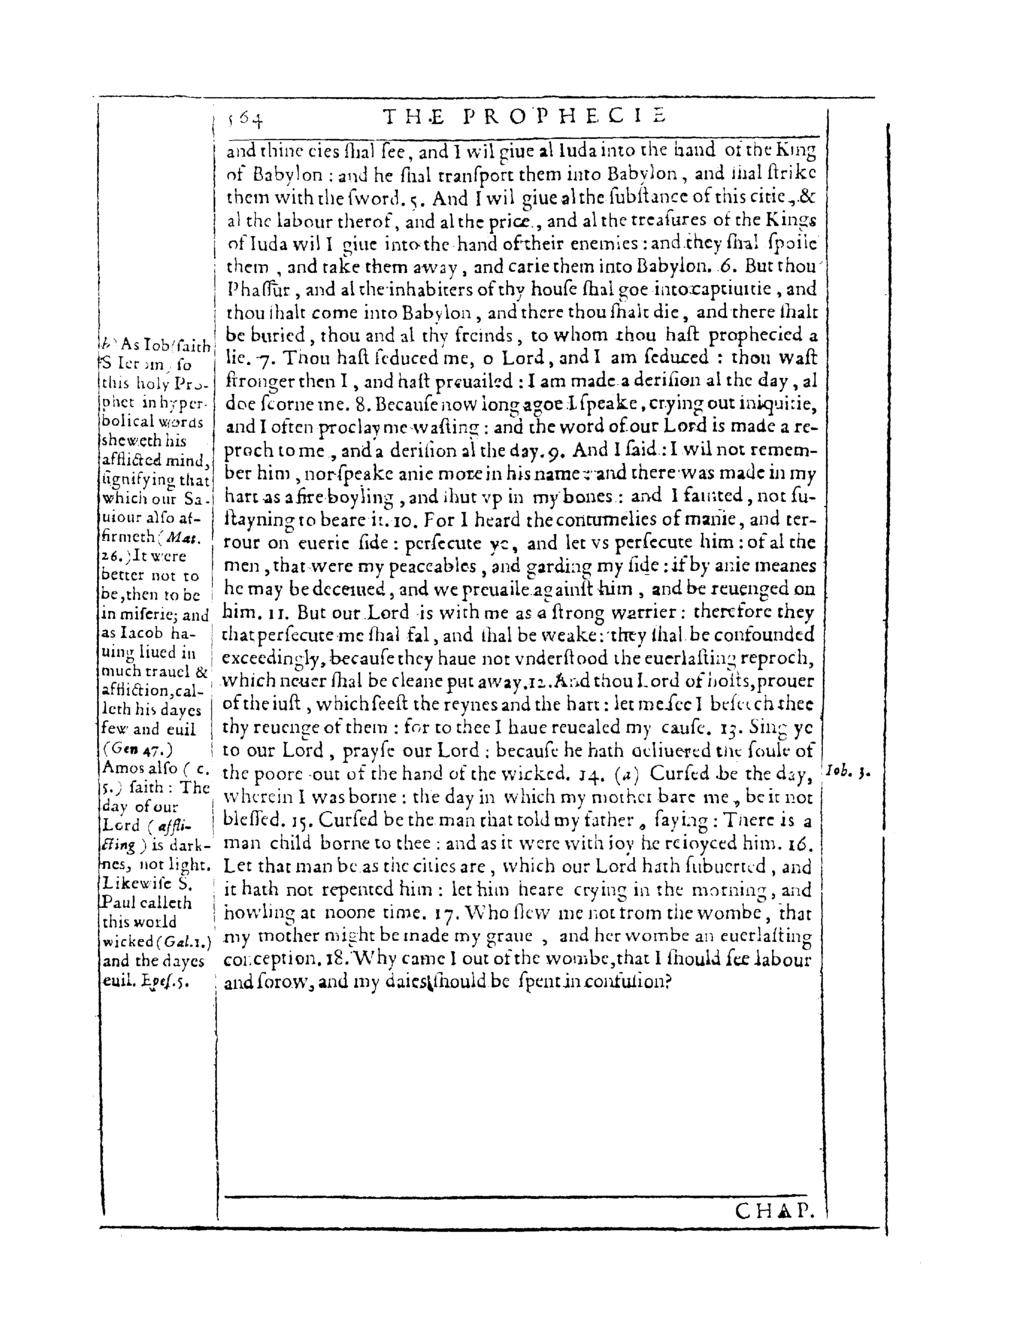 564 THE PROPHECIE
and thine eies ſhal ſee, and I wil giue al Iuda into the hand of the King
of Babylon : and he ſhal tranſport them into Babylon, and ſhal ſtrike
them with the ſword. 5. And I wil giue al the ſubſtance of this citie, &
al the labour therof, and al the price, and al the treaſures of the Kings
of Iuda wil I giue into the hand of their enemies : and they ſhal ſpoile
them , and take them away , and carie them into Babylon. 6. But thou
Phaſſur , and al the inhabiters of thy houſe ſhal goe into captiuitie , and
thou ſhalt come into Babylon , and there thou ſhalt die , and there ſhalt
be buried , thou and al thy freinds , to whom thou haſt prophecied a
lie. 7. Thou haſt ſeduced me, o Lord, and I am ſeduced : thou waſt
ſtronger then I , and haſt preuailed : I am made a deriſion al the day , al
doe ſcorne me. 8. Becauſe now long agoe I ſpeake, crying out iniquitie,
and I often proclayme waſting : and the word of our Lord is made a re-
proch to me , and a deriſion al the day. 9. And I ſaid : I wil not remem-
ber him , nor ſpeake anie more in his name : and there was made in my
hart as a fire boyling , and ſhut vp in my bones : and I fainted , not ſu-
ſtayning to beare it. 10. For I heard the contumelies of manie, and ter-
rour on euerie ſide : perſecute ye, and let vs perſecute him : of al the
men , that were my peaceables , and garding my ſide : if by anie meanes
he may be deceiued , and we preuaile againſt him , and be reuenged on
him. 11. But our Lord is with me as a ſtrong warrier : therfore they
that perſecute me ſhal fal, and ſhal be weake : they ſhal be confounded
exceedingly, becauſe they haue not vnderſtood the euerlaſting reproch,
which neuer ſhal be cleane put away. 12. And thou Lord of hoſts, prouer
of the iuſt , which ſeeſt the reynes and the hart : let me ſee I beſeech thee
thy reuenge of them : for to thee I haue reuealed my cauſe. 13. Sing ye
to our Lord , prayſe our Lord : becauſe he hath deliuered the ſoule of
the poore out of the hand of the wicked. 14. (a) Curſed be the day,
wherein I was borne : the day in which my mother bare me , be it not
bleſſed. 15. Curſed be the man that told my father , ſaying : There is a
man child borne to thee : and as it were with ioy he reioyced him. 16.
Let that man be as the cities are , which our Lord hath ſubuerted , and
it hath not repented him : let him heare crying in the morning , and
howling at noone time. 17. Who ſlew me not from the wombe , that
my mother might be made my graue , and her wombe an euerlaſting
conception. 18. Why came I out of the wombe, that I ſhould ſee labour
and ſorow, and my daies ſhould be ſpent in confuſion?
As Iob ſaith
S Ierom, ſo
this holy Pro-
phet in hyper-
bolical words
sheweth his
afflicted mind,
ſignifying that
which our Sa-
uiour alſo af-
firmeth (Mat.
26.) It were
better not to
be, then to be
in miſerie; and
as Iacob ha-
uing liued in
much trauel &
affliction, cal-
leth his dayes
few and euil
(Gen 47.)
Amos alſo ( c.
5.) ſaith : The
day of our
Lord ( affli-
cting ) is dark-
nes, not light.
Likewiſe S.
Paul calleth
this world
wicked (Gal.1.)
and the dayes
euil. Epeſ. 5.
Iob. 3.
CHAP.